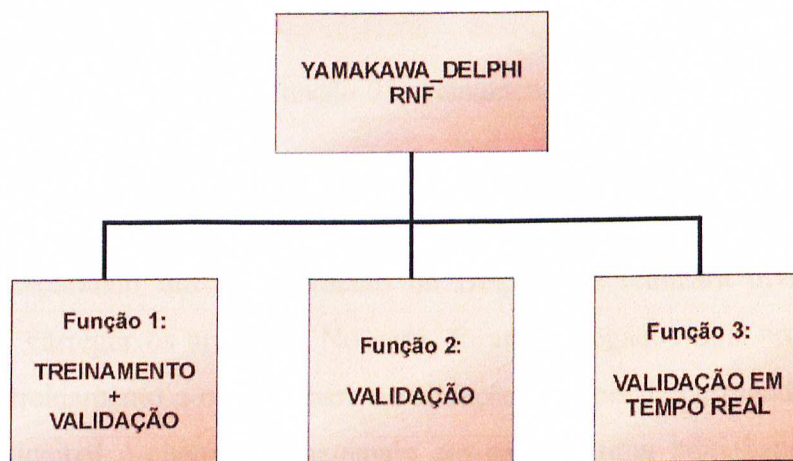 YAMAKAWA_DELPHI
RNF
Função 1:
TREINAMENTO
+
VALIDAÇÃO
Função 2:
VALIDAÇÃO
Função 3:
VALIDAÇÃO EM
TEMPO REAL